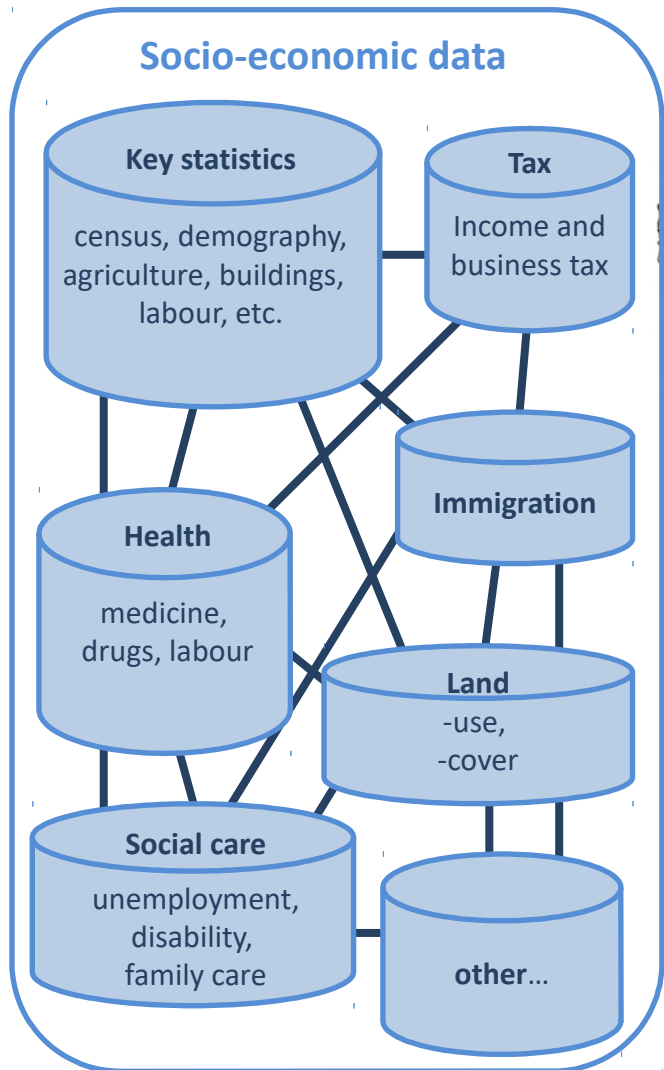 Socio-economic data
Key statistics
census, demography,
agriculture, buildings,
labour, etc.
Tax
Income and
business tax
Immigration
Health
medicine,
drugs, labour
Land
-use,
-cover
Social care
unemployment,
disability,
family care
other...